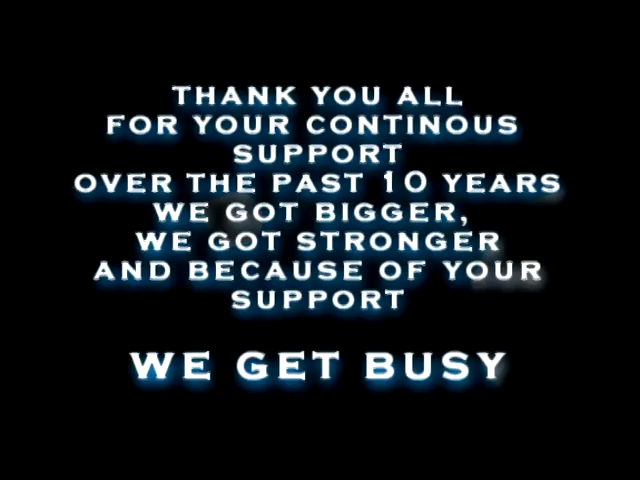 THANK YOU ALL
FOR YOUR CONTINOUS
SUPPORT
OVER THE PAST 10 YEARS
WE GOT BIGGER,
WE GOT STRONGER
AND BECAUSE OF YOUR
SUPPORT
WE GET BUSY